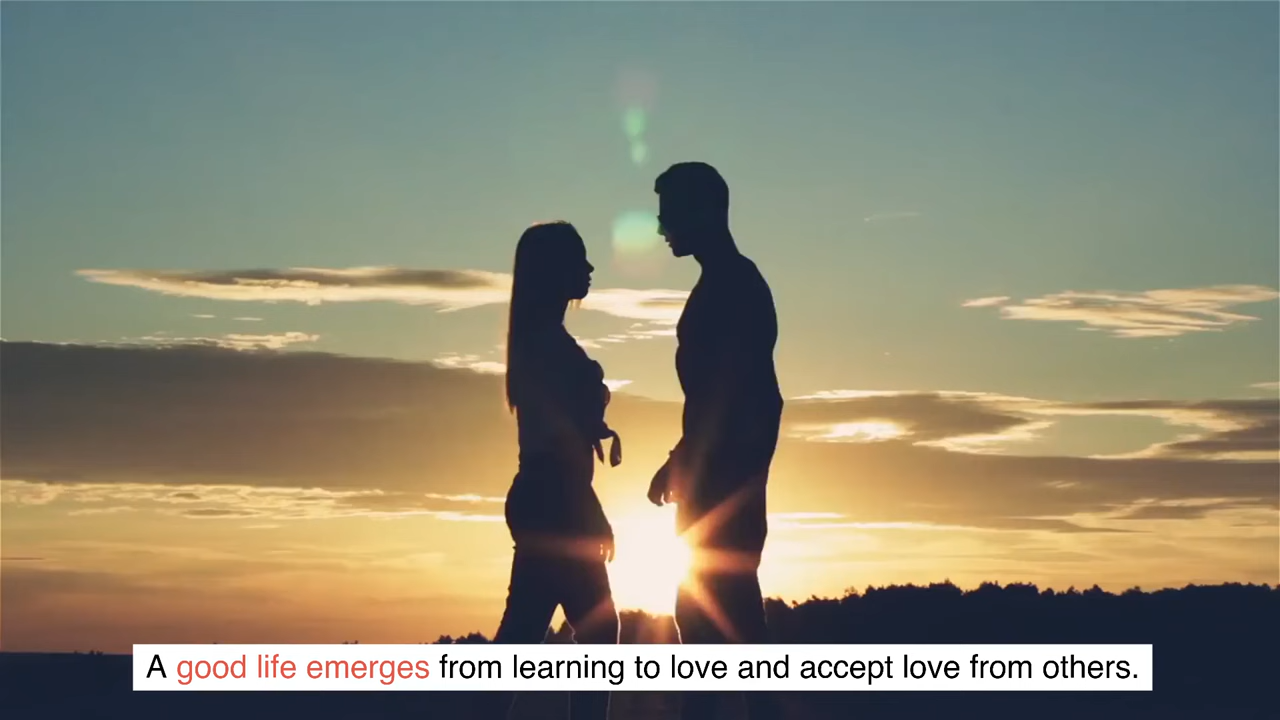 A good life emerges from learning to love and accept love from others.